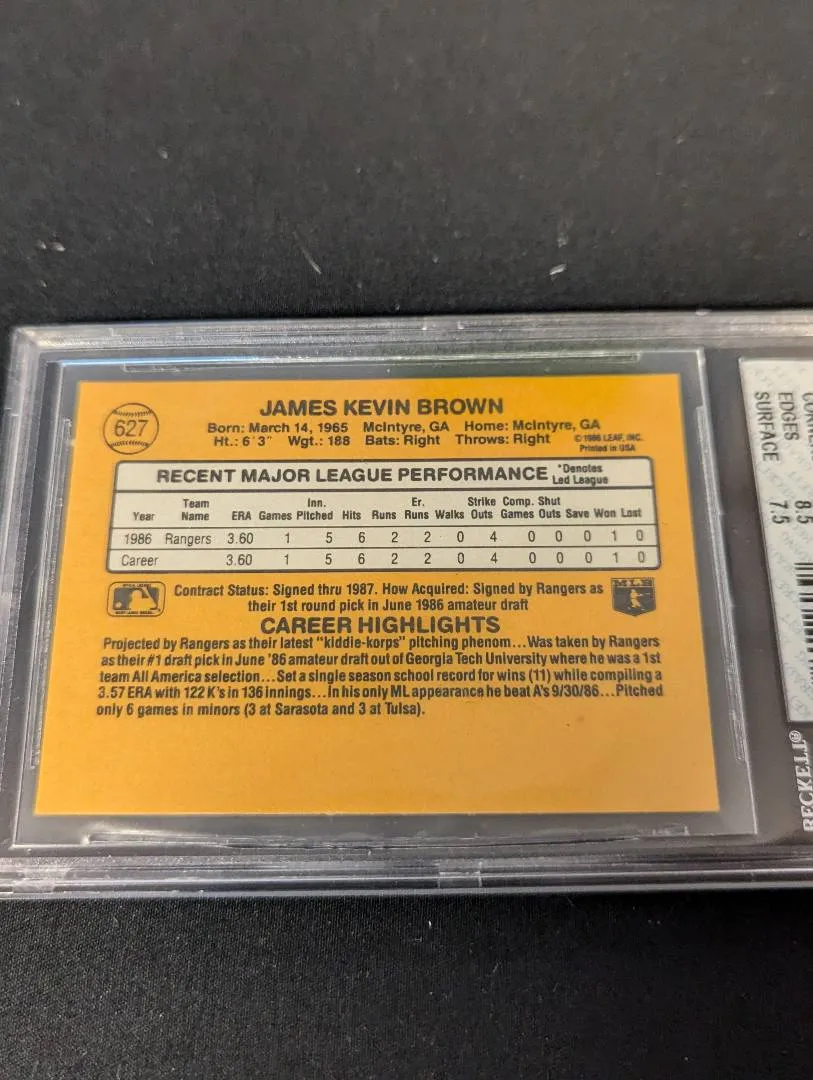 JAMES KEVIN BROWN
627
Born: March 14, 1965 McIntyre, GA Home: McIntyre, GA
Ht.: 6'3" Wgt.: 188 Bats: Right Throws: Right
© 1986 LEAF, INC.
Printed in USA
RECENT MAJOR LEAGUE PERFORMANCE
*Denotes
Led League
Team Inn. Er. Strike Comp. Shut
Year Name ERA Games Pitched Hits Runs Runs Walks Outs Games Outs Save Won Lost
1986 Rangers 3.60 1 5 6 2 2 0 4 0 0 0 1 0
Career 3.60 1 5 6 2 2 0 4 0 0 0 1 0
Contract Status: Signed thru 1987. How Acquired: Signed by Rangers as
their 1st round pick in June 1986 amateur draft
MLB
CAREER HIGHLIGHTS
Projected by Rangers as their latest "kiddie-korps" pitching phenom...Was taken by Rangers
as their #1 draft pick in June '86 amateur draft out of Georgia Tech University where he was a 1st
team All America selection...Set a single season school record for wins (11) while compiling a
3.57 ERA with 122 K's in 136 innings...In his only ML appearance he beat A's 9/30/86...Pitched
only 6 games in minors (3 at Sarasota and 3 at Tulsa).
EDGES 8.5
SURFACE 7.5
BECKETT®